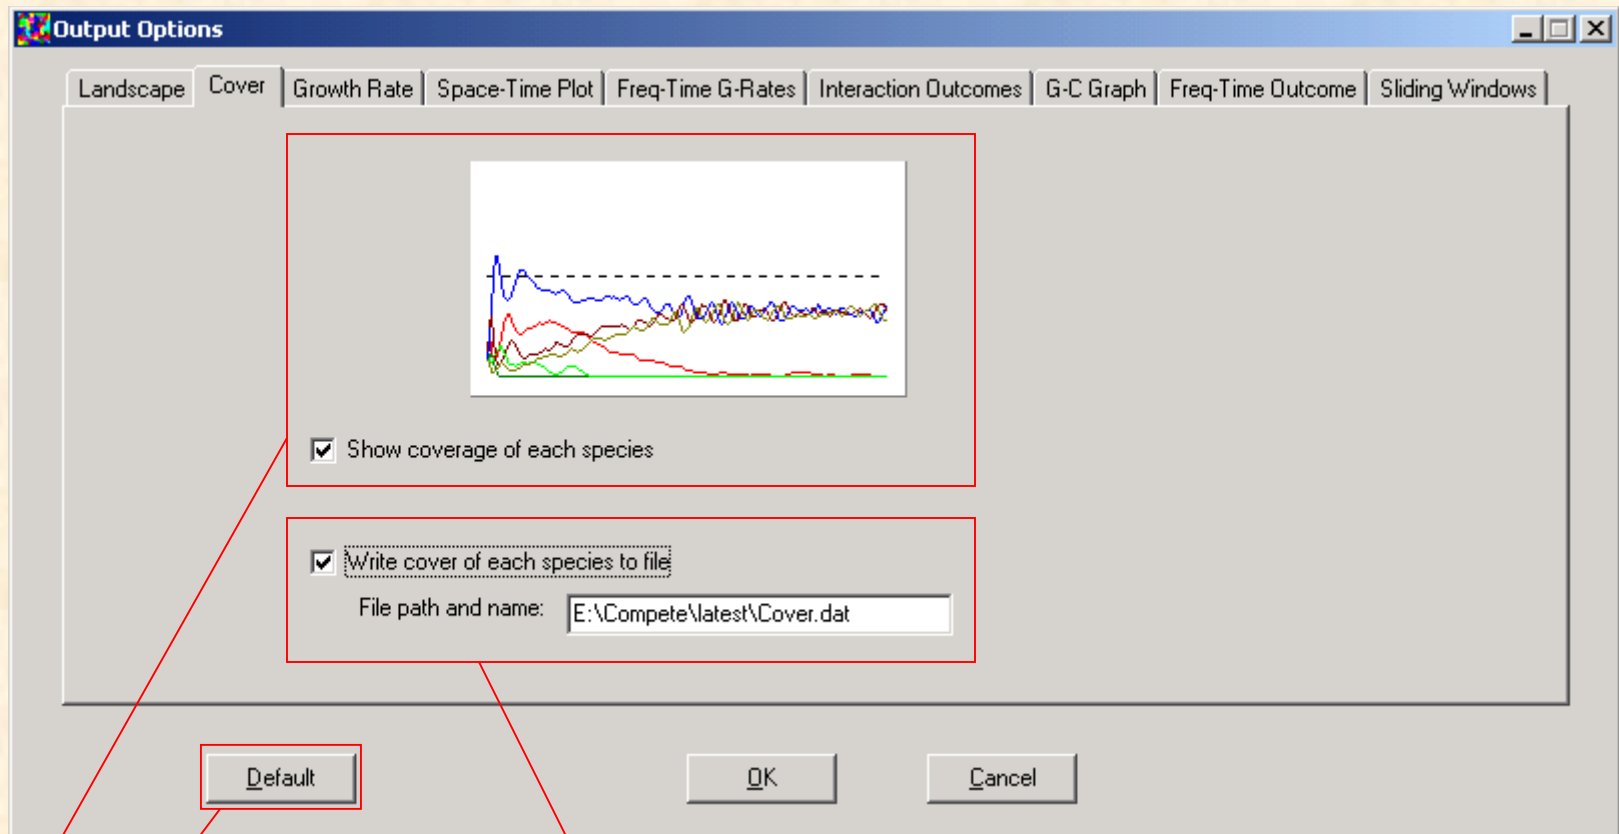 Output Options
Landscape Cover Growth Rate Space-Time Plot Freq-Time G-Rates Interaction Outcomes G-C Graph Freq-Time Outcome Sliding Windows
Show coverage of each species
Write cover of each species to file
File path and name: E:\Compete\latest\Cover.dat
Default OK Cancel